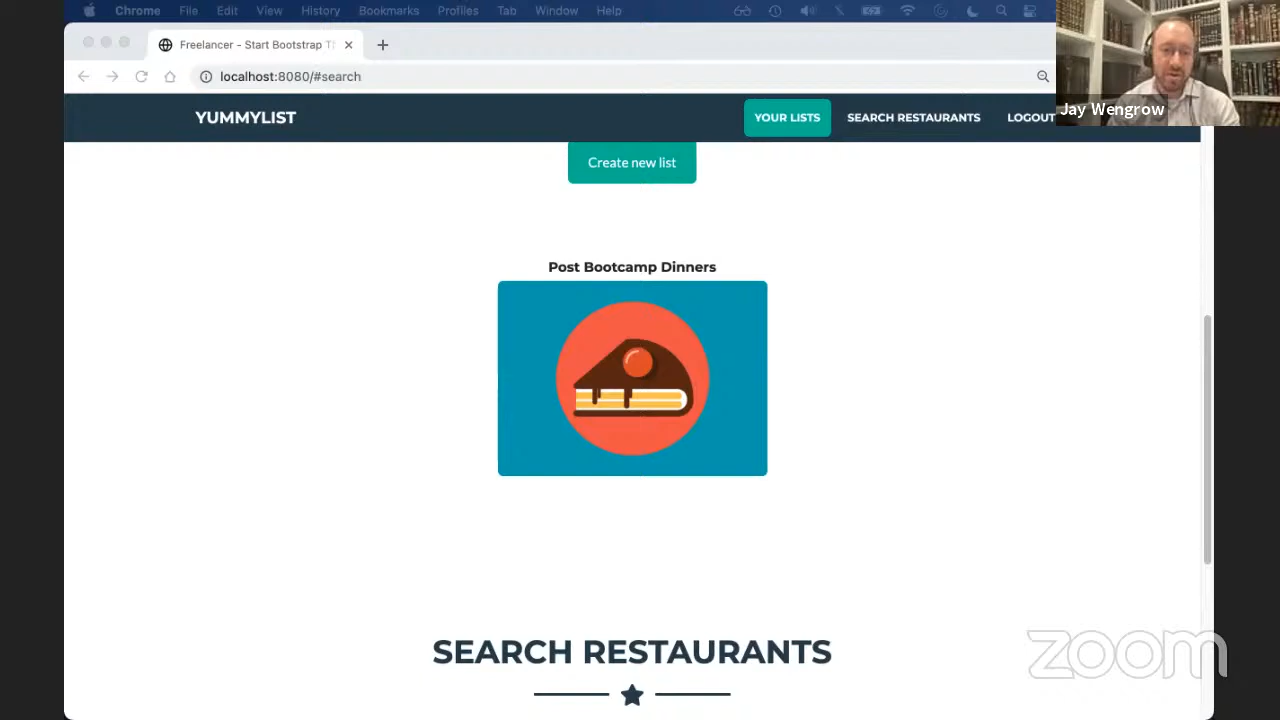 Chrome File Edit View History Bookmarks Profiles Tab Window Help
Freelancer - Start Bootstrap
localhost:8080/#search
Jay Wengrow
YUMMYLIST YOUR LISTS SEARCH RESTAURANTS LOGOUT
Create new list
Post Bootcamp Dinners
SEARCH RESTAURANTS
zoom